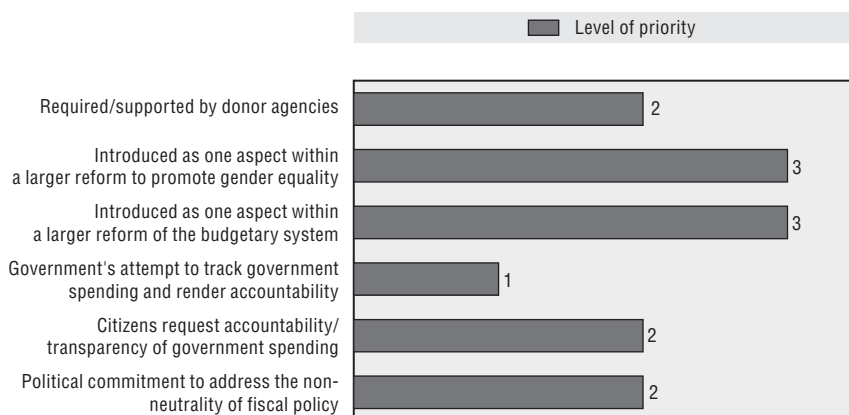 Level of priority
Required/supported by donor agencies
2
Introduced as one aspect within
a larger reform to promote gender equality
3
Introduced as one aspect within
a larger reform of the budgetary system
3
Government's attempt to track government
spending and render accountability
1
Citizens request accountability/
transparency of government spending
2
Political commitment to address the non-
neutrality of fiscal policy
2